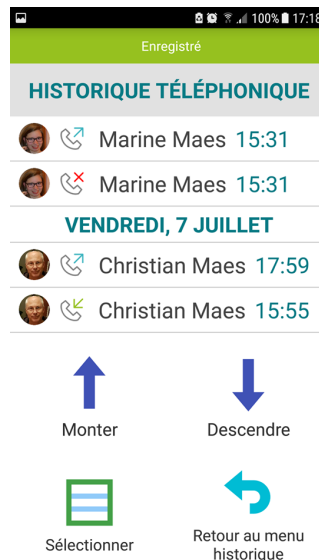 100% 17:18
Enregistré
HISTORIQUE TÉLÉPHONIQUE
Marine Maes 15:31
Marine Maes 15:31
VENDREDI, 7 JUILLET
Christian Maes 17:59
Christian Maes 15:55
Monter Descendre
Sélectionner Retour au menu
historique